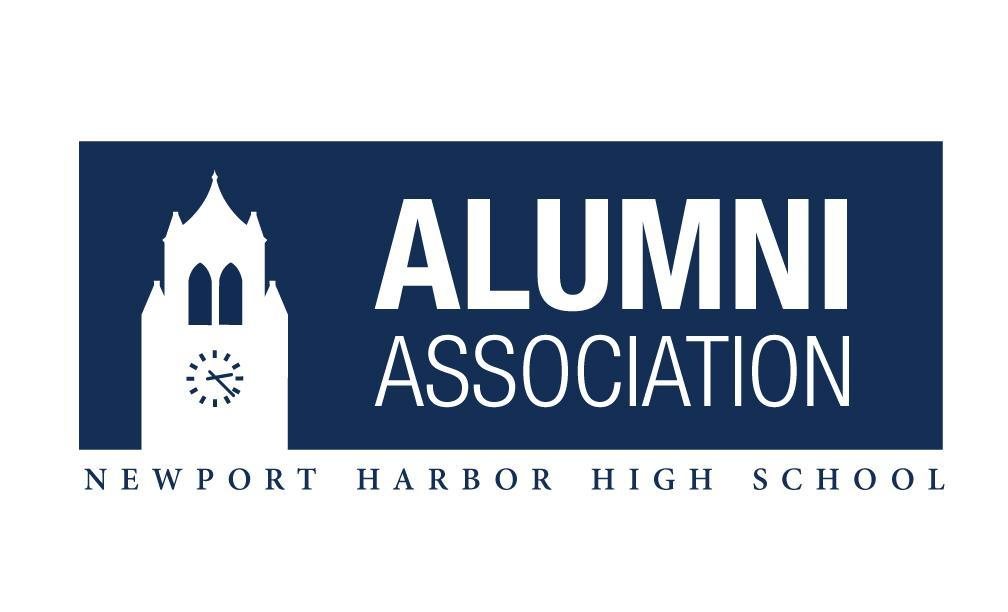 ALUMNI
ASSOCIATION
NEWPORT HARBOR HIGH SCHOOL